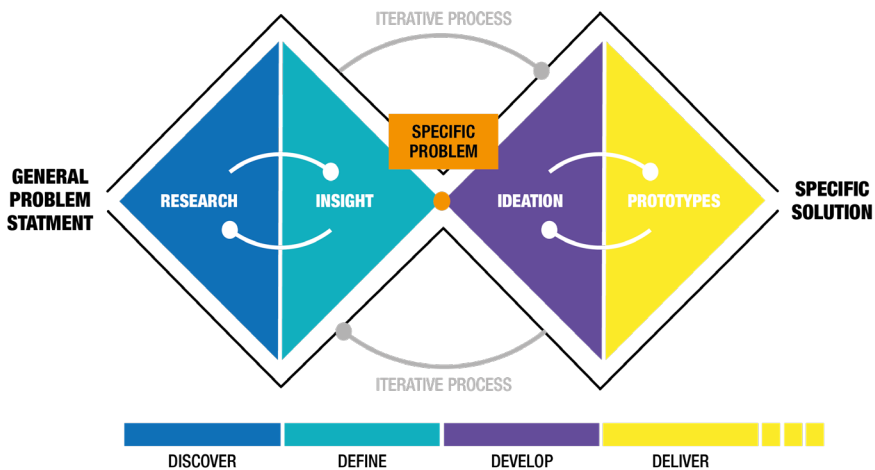 ITERATIVE PROCESS
SPECIFIC
PROBLEM
GENERAL
PROBLEM
STATMENT
RESEARCH
INSIGHT
IDEATION
PROTOTYPES
SPECIFIC
SOLUTION
ITERATIVE PROCESS
DISCOVER
DEFINE
DEVELOP
DELIVER